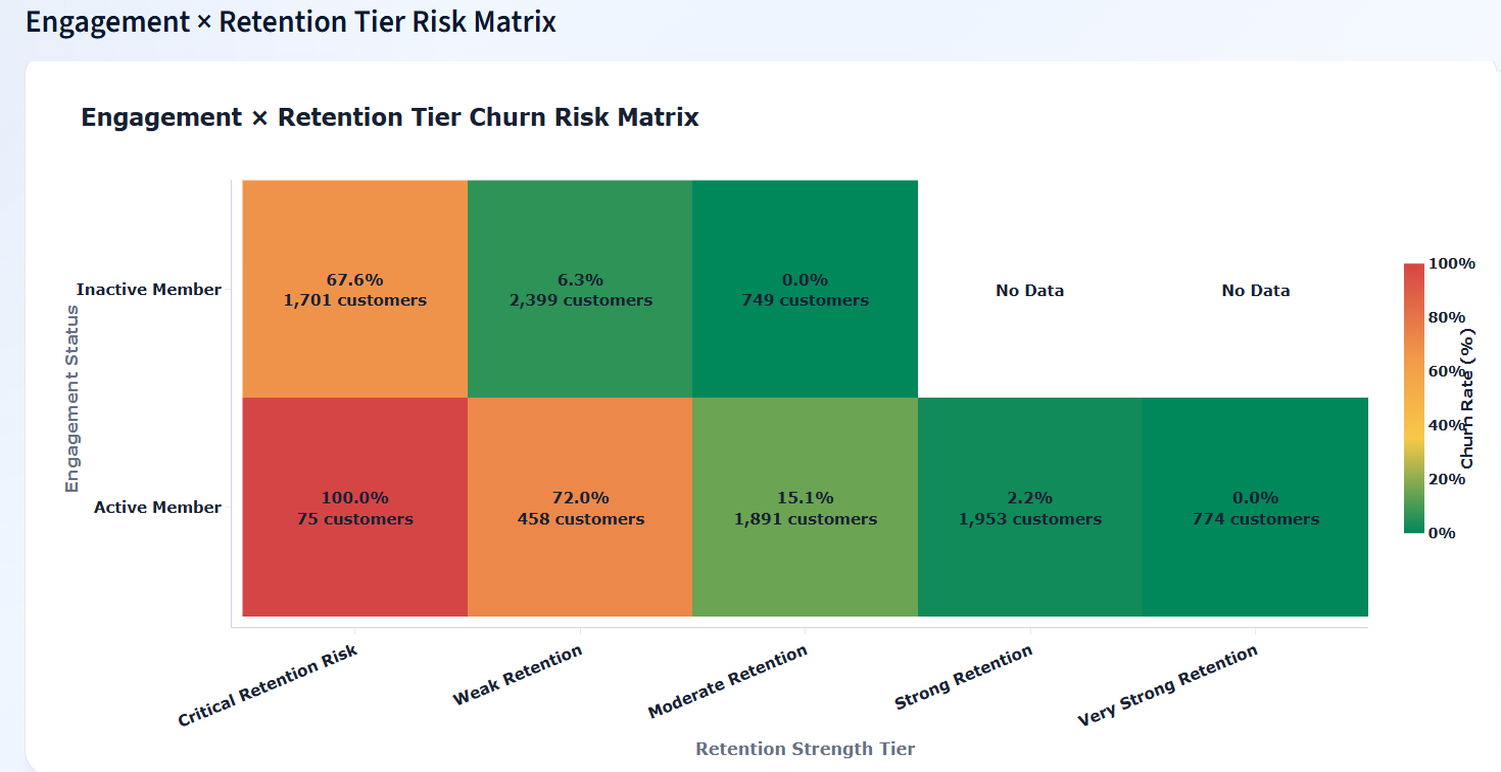 Engagement × Retention Tier Risk Matrix
Engagement × Retention Tier Churn Risk Matrix
Engagement Status
Inactive Member
67.6%
1,701 customers
6.3%
2,399 customers
0.0%
749 customers
No Data
No Data
Active Member
100.0%
75 customers
72.0%
458 customers
15.1%
1,891 customers
2.2%
1,953 customers
0.0%
774 customers
Critical Retention Risk
Weak Retention
Moderate Retention
Strong Retention
Very Strong Retention
Retention Strength Tier
100%
80%
60%
40%
20%
0%
Churn Rate (%)